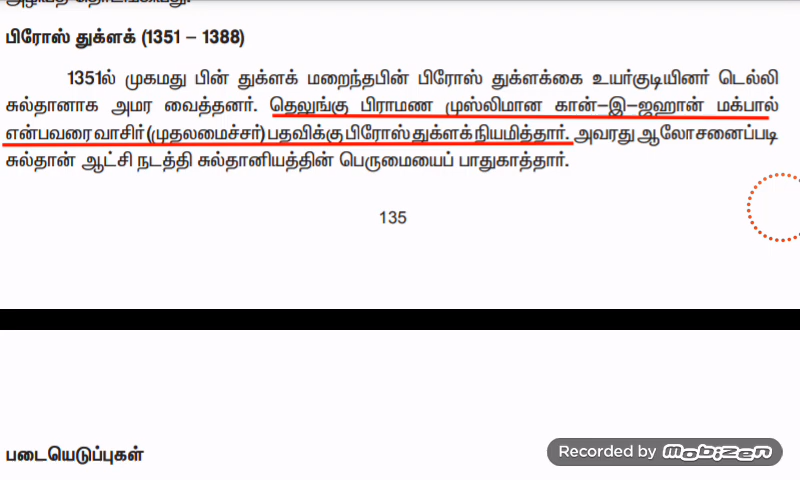 பிரோஸ் துக்ளக் (1351 – 1388)
1351ல் முகமது பின் துக்ளக் மறைந்தபின் பிரோஸ் துக்ளக்கை உயர்குடியினர் டெல்லி
சுல்தானாக அமர வைத்தனர். தெலுங்கு பிராமண முஸ்லிமான கான்–இ–ஜஹான் மக்பால்
என்பவரை வாசிர் (முதலமைச்சர்) பதவிக்கு பிரோஸ் துக்ளக் நியமித்தார். அவரது ஆலோசனைப்படி
சுல்தான் ஆட்சி நடத்தி சுல்தானியத்தின் பெருமையைப் பாதுகாத்தார்.
135
படையெடுப்புகள்
Recorded by mobizen